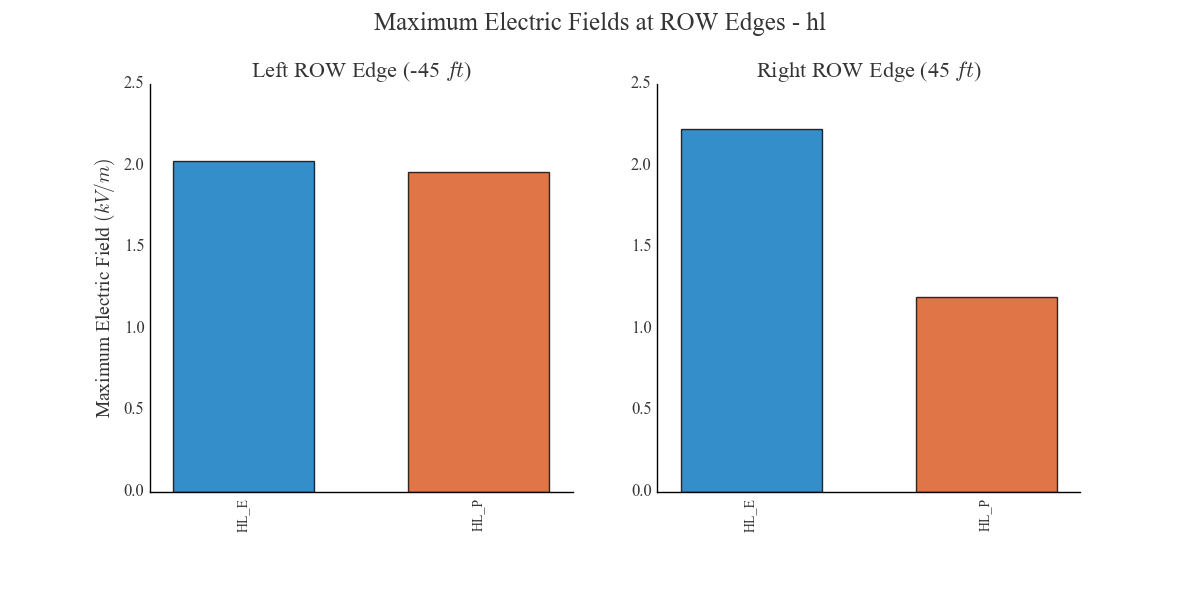 Maximum Electric Fields at ROW Edges - hl
Left ROW Edge (-45 ft)
Maximum Electric Field (kV/m)
2.5
2.0
1.5
1.0
0.5
0.0
HL_E
HL_P
Right ROW Edge (45 ft)
2.5
2.0
1.5
1.0
0.5
0.0
HL_E
HL_P